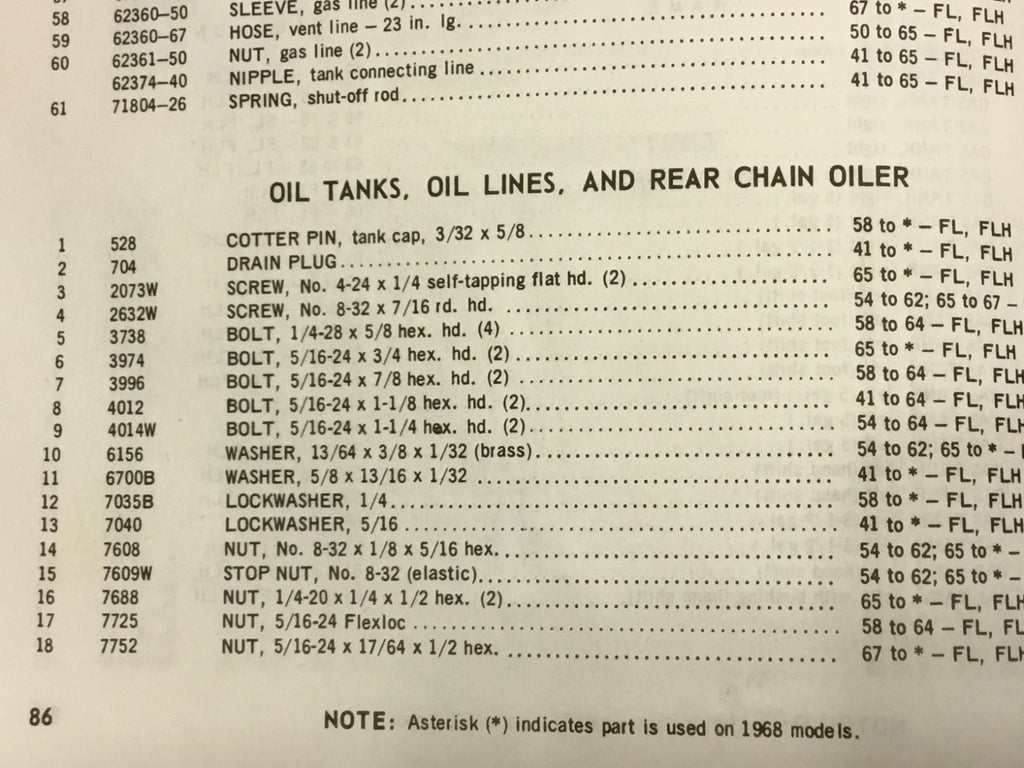 58 62360–50 SLEEVE, gas line (2)
59 62360–67 HOSE, vent line – 23 in. lg. 67 to * – FL, FLH
60 62361–50 NUT, gas line (2) 50 to 65 – FL, FLH
62374–40 NIPPLE, tank connecting line 41 to 65 – FL, FLH
61 71804–26 SPRING, shut-off rod 41 to 65 – FL, FLH
OIL TANKS, OIL LINES, AND REAR CHAIN OILER
1 528 COTTER PIN, tank cap, 3/32 x 5/8 58 to * – FL, FLH
2 704 DRAIN PLUG 41 to * – FL, FLH
3 2073W SCREW, No. 4-24 x 1/4 self-tapping flat hd. (2) 65 to * – FL, FLH
4 2632W SCREW, No. 8-32 x 7/16 rd. hd. 54 to 62; 65 to 67 –
5 3738 BOLT, 1/4-28 x 5/8 hex. hd. (4) 58 to 64 – FL, FLH
6 3974 BOLT, 5/16-24 x 3/4 hex. hd. (2) 65 to * – FL, FLH
7 3996 BOLT, 5/16-24 x 7/8 hex. hd. (2) 58 to 64 – FL, FLH
8 4012 BOLT, 5/16-24 x 1-1/8 hex. hd. (2) 41 to 64 – FL, FLH
9 4014W BOLT, 5/16-24 x 1-1/4 hex. hd. (2) 54 to 64 – FL, FLH
10 6156 WASHER, 13/64 x 3/8 x 1/32 (brass) 54 to 62; 65 to * –
11 6700B WASHER, 5/8 x 13/16 x 1/32 41 to * – FL, FLH
12 7035B LOCKWASHER, 1/4 58 to * – FL, FLH
13 7040 LOCKWASHER, 5/16 41 to * – FL, FLH
14 7608 NUT, No. 8-32 x 1/8 x 5/16 hex. 54 to 62; 65 to * –
15 7609W STOP NUT, No. 8-32 (elastic) 54 to 62; 65 to * –
16 7688 NUT, 1/4-20 x 1/4 x 1/2 hex. (2) 65 to * – FL, FLH
17 7725 NUT, 5/16-24 Flexloc 58 to 64 – FL, FL
18 7752 NUT, 5/16-24 x 17/64 x 1/2 hex. 67 to * – FL, FLH
86 NOTE: Asterisk (*) indicates part is used on 1968 models.